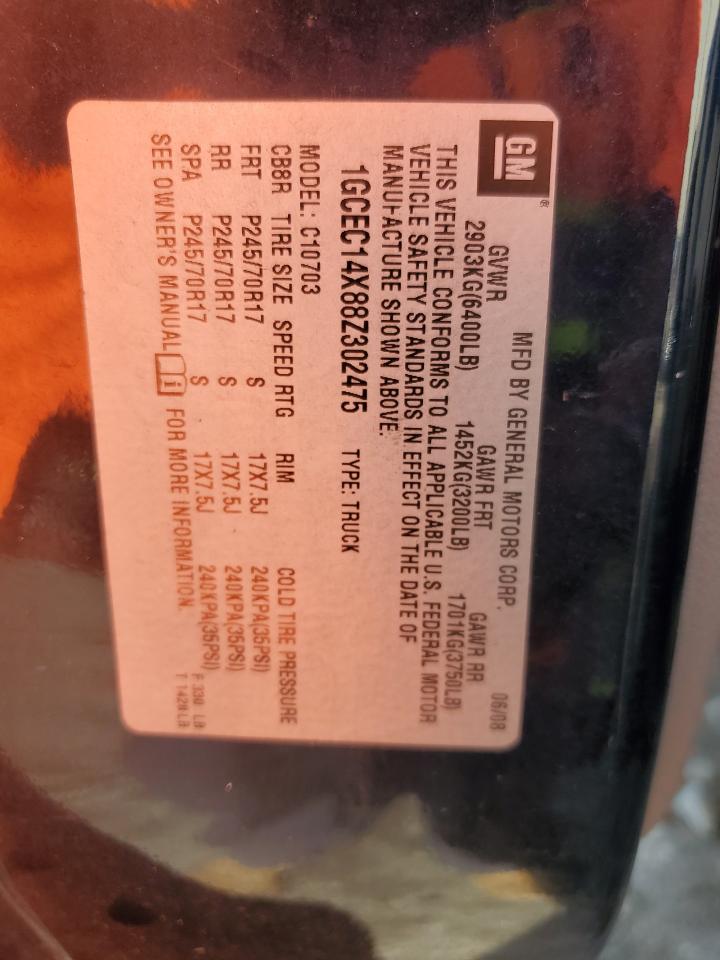 GM®
MFD BY GENERAL MOTORS CORP. 06/08
GVWR GAWR FRT GAWR RR
2903KG(6400LB) 1452KG(3200LB) 1701KG(3750LB)
THIS VEHICLE CONFORMS TO ALL APPLICABLE U.S. FEDERAL MOTOR
VEHICLE SAFETY STANDARDS IN EFFECT ON THE DATE OF
MANUFACTURE SHOWN ABOVE.
1GCEC14X88Z302475 TYPE: TRUCK
MODEL: C10703
CB8R TIRE SIZE SPEED RTG RIM COLD TIRE PRESSURE
FRT P245/70R17 S 17X7.5J 240KPA(35PSI)
RR P245/70R17 S 17X7.5J 240KPA(35PSI)
SPA P245/70R17 S 17X7.5J 240KPA(35PSI)
SEE OWNER'S MANUAL i FOR MORE INFORMATION.
F:330 LB
T:1428 LB